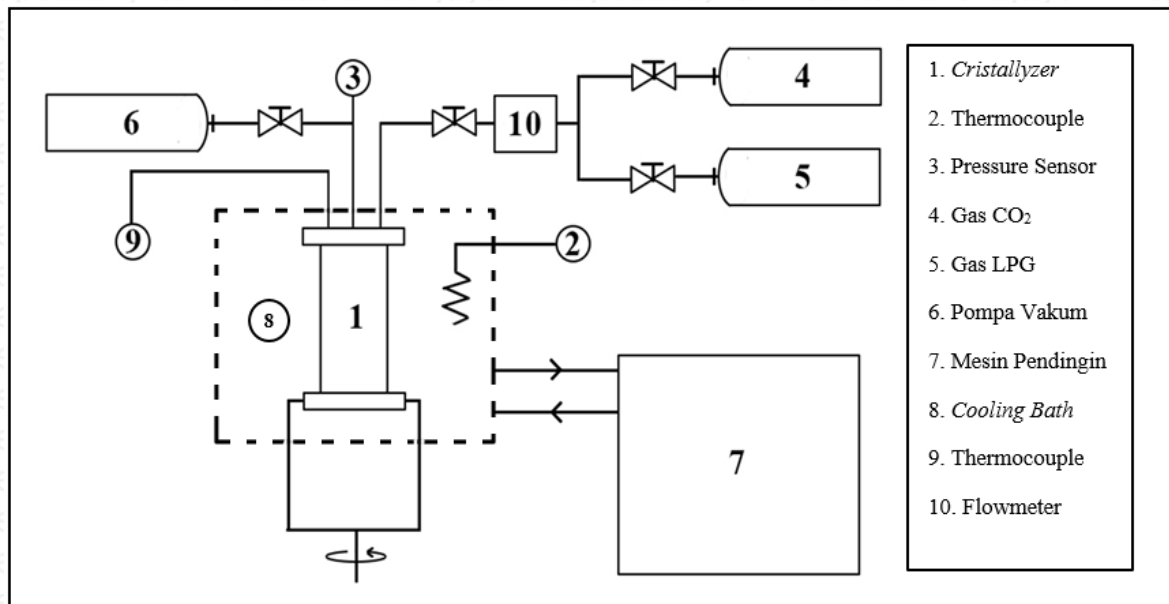 3
4
6
10
5
9
2
8
1
7
1. Cristallyzer
2. Thermocouple
3. Pressure Sensor
4. Gas CO₂
5. Gas LPG
6. Pompa Vakum
7. Mesin Pendingin
8. Cooling Bath
9. Thermocouple
10. Flowmeter